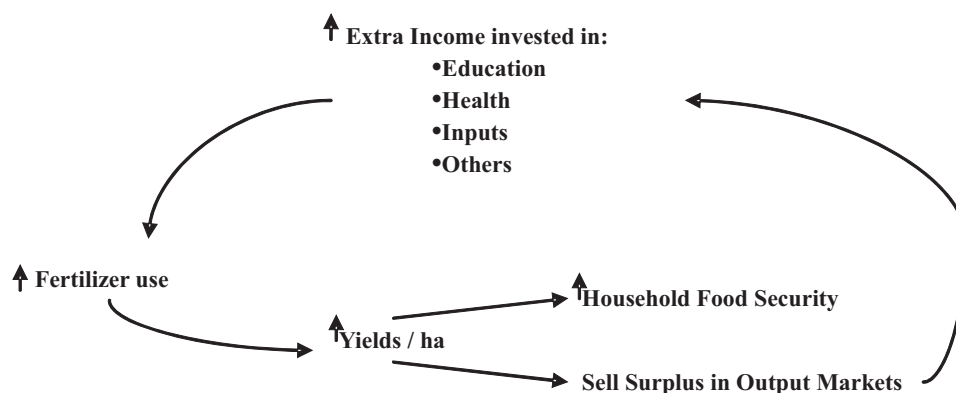 Extra Income invested in:
•Education
•Health
•Inputs
•Others
Fertilizer use
Household Food Security
Yields / ha
Sell Surplus in Output Markets